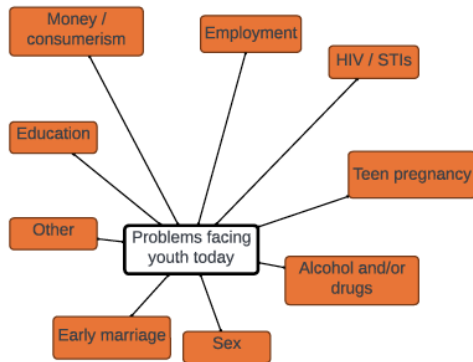 Money /
consumerism
Employment
HIV / STIs
Education
Teen pregnancy
Other
Problems facing
youth today
Alcohol and/or
drugs
Early marriage
Sex